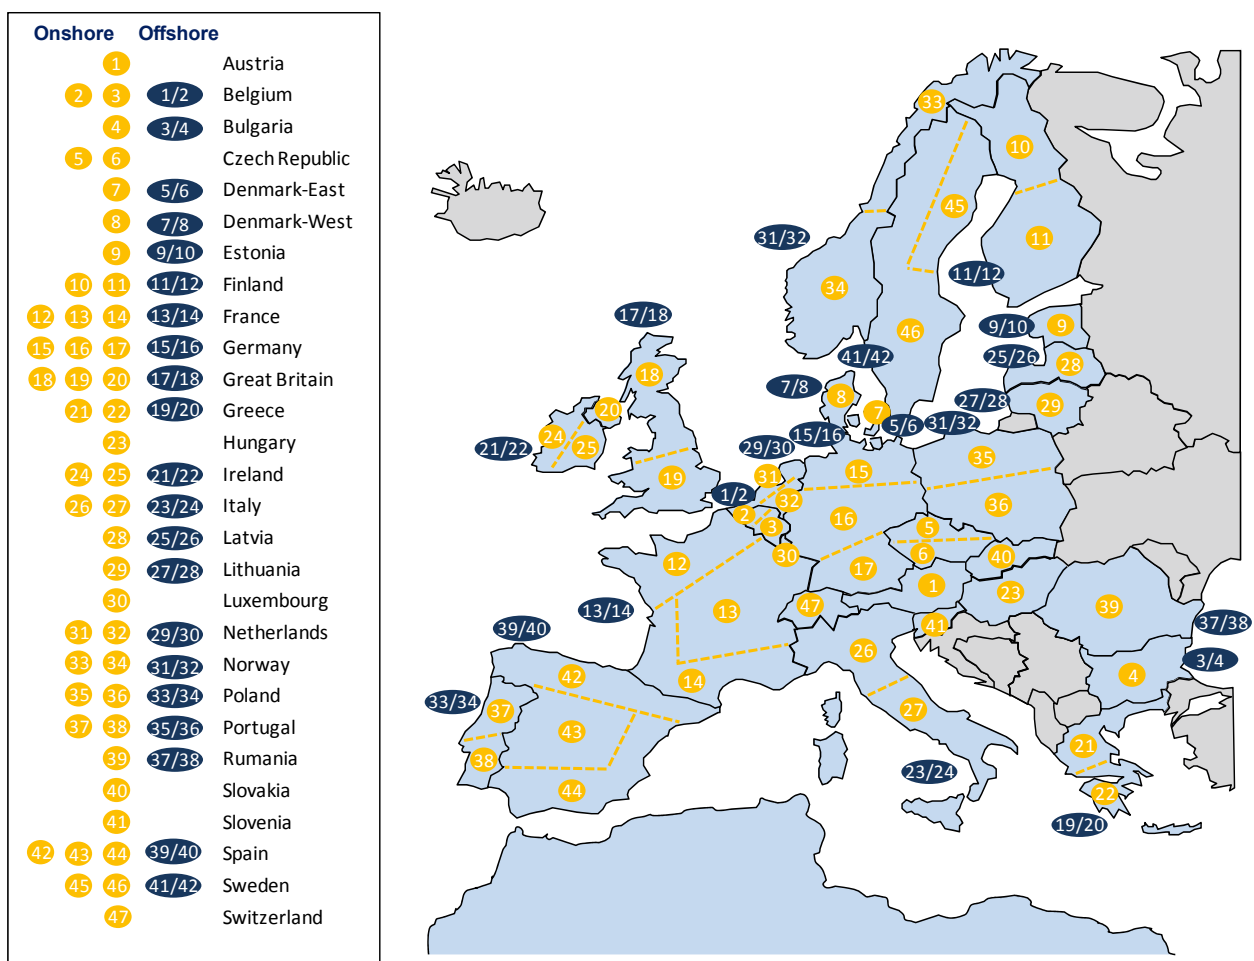 Onshore Offshore
1 Austria
2 3 1/2 Belgium
4 3/4 Bulgaria
5 6 Czech Republic
7 5/6 Denmark-East
8 7/8 Denmark-West
9 9/10 Estonia
10 11 11/12 Finland
12 13 14 13/14 France
15 16 17 15/16 Germany
18 19 20 17/18 Great Britain
21 22 19/20 Greece
23 Hungary
24 25 21/22 Ireland
26 27 23/24 Italy
28 25/26 Latvia
29 27/28 Lithuania
30 Luxembourg
31 32 29/30 Netherlands
33 34 31/32 Norway
35 36 33/34 Poland
37 38 35/36 Portugal
39 37/38 Rumania
40 Slovakia
41 Slovenia
42 43 44 39/40 Spain
45 46 41/42 Sweden
47 Switzerland
33
10
45
31/32
11
11/12
34
17/18
9/10 9
46
41/42 25/26 28
18
7/8 8
27/28 29
20 7
5/6 31/32
24 25 15/16
21/22 29/30
35
19 31 15
1/2 32
36
2 16
3 5
30 6 40
12
17
1 23
13/14 13 47 39
39/40 41 37/38
26
3/4
42 14 4
33/34 37 27
43
21
38 23/24
44 22
19/20